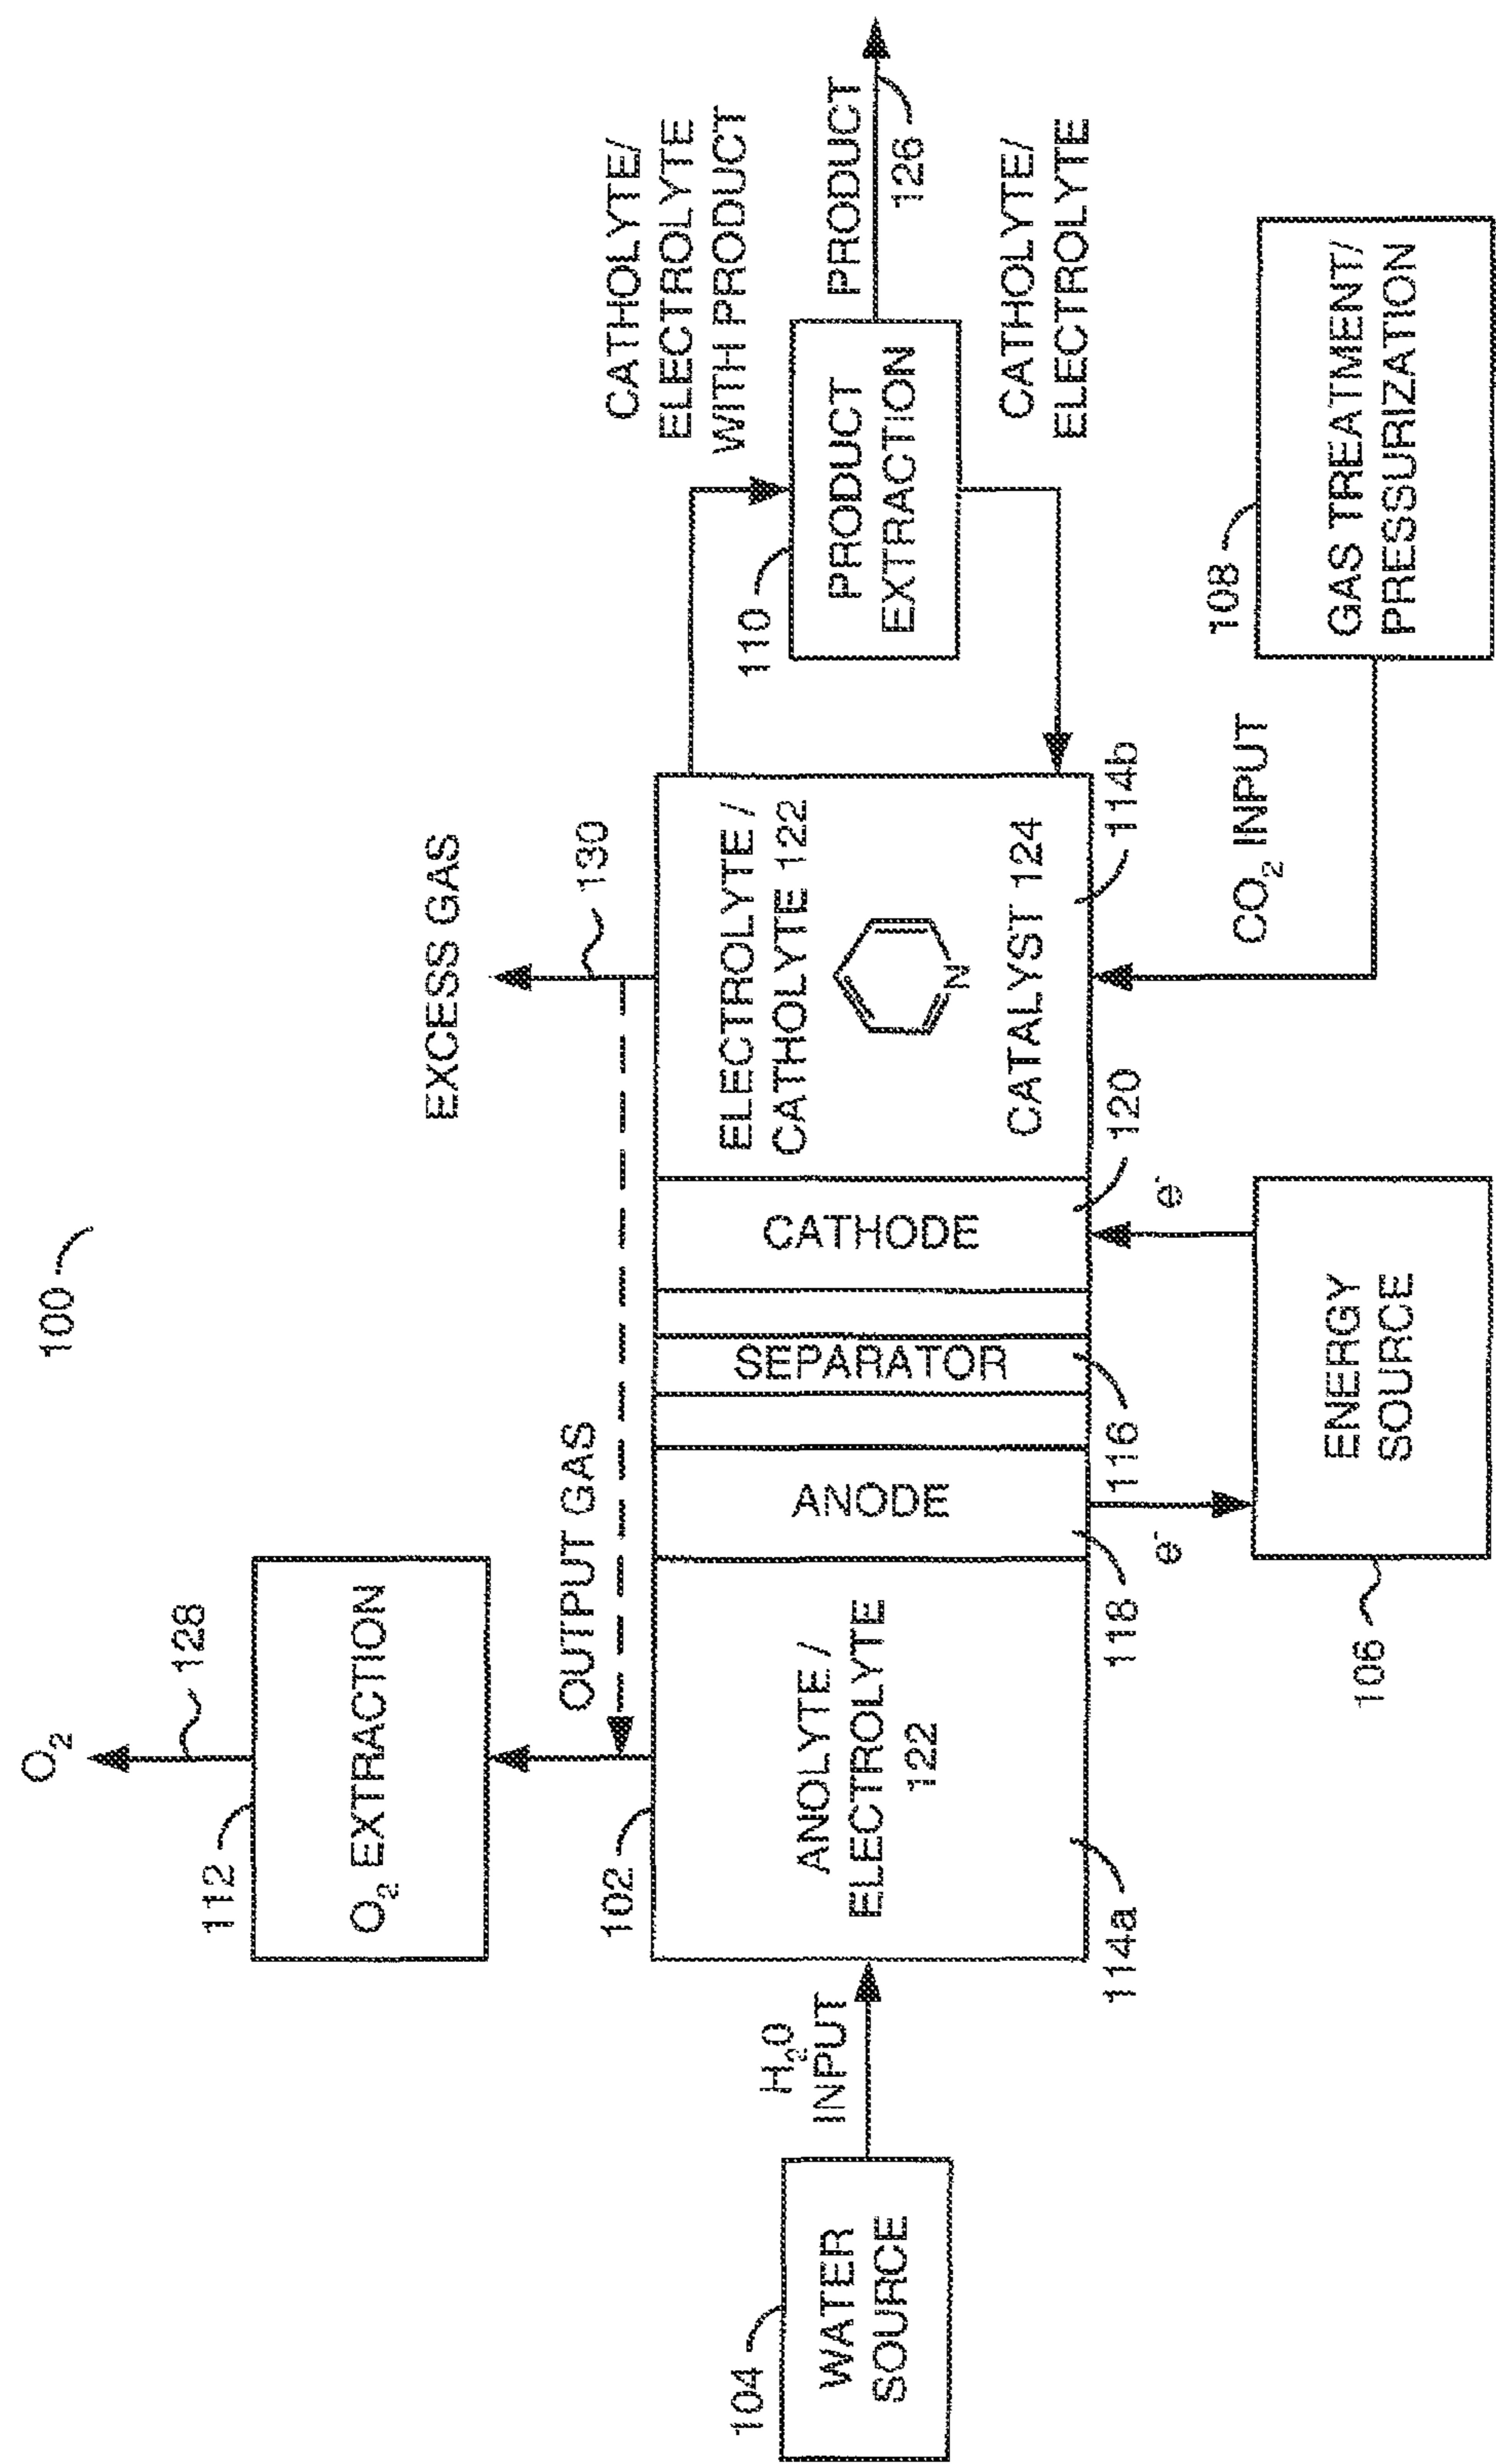 100
O2
128
112
O2 EXTRACTION
OUTPUT GAS
EXCESS GAS
130
102
H20
INPUT
104
WATER
SOURCE
ANOLYTE /
ELECTROLYTE
122
114a
ANODE
118
SEPARATOR
116
CATHODE
120
ELECTROLYTE /
CATHOLYTE 122
N
CATALYST 124
114b
e-
e-
ENERGY
SOURCE
106
CATHOLYTE/
ELECTROLYTE
WITH PRODUCT
110
PRODUCT
EXTRACTION
PRODUCT
126
CATHOLYTE/
ELECTROLYTE
CO2 INPUT
108
GAS TREATMENT/
PRESSURIZATION